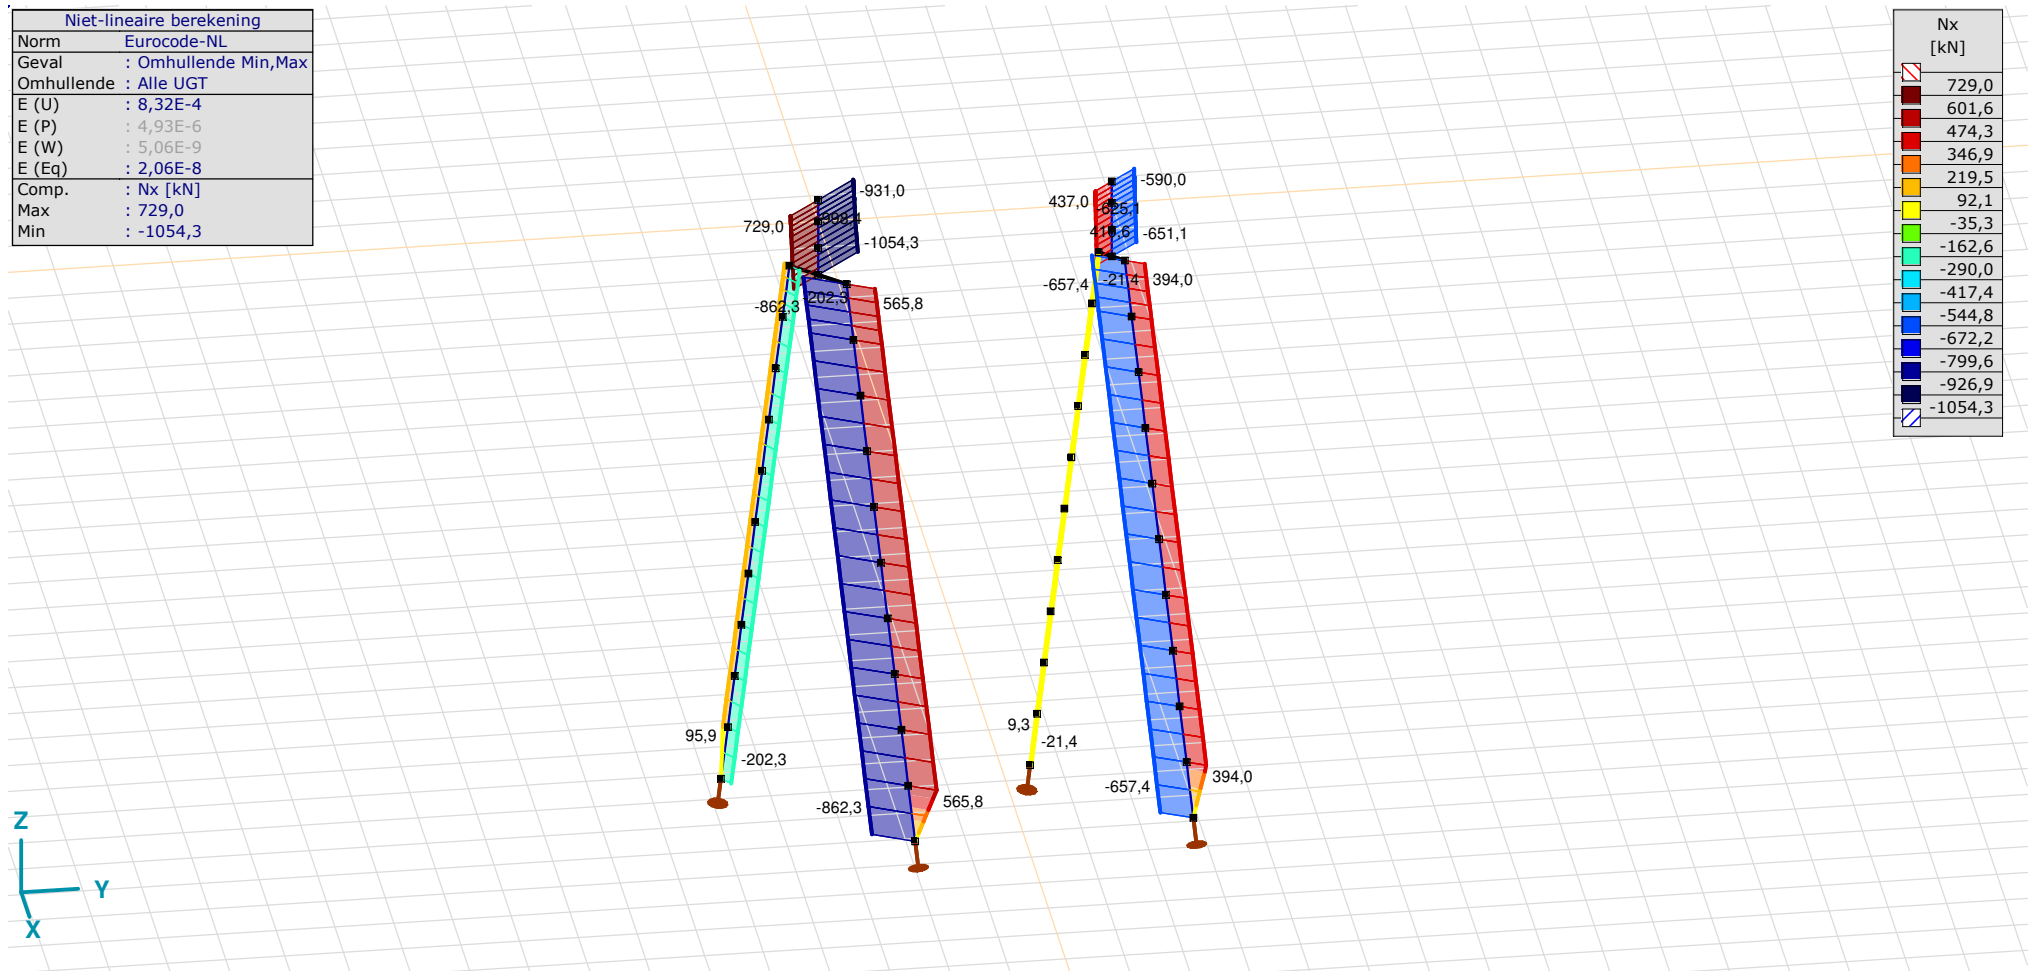 Niet-lineaire berekening
Norm Eurocode-NL
Geval : Omhullende Min,Max
Omhullende : Alle UGT
E (U) : 8,32E-4
E (P) : 4,93E-6
E (W) : 5,06E-9
E (Eq) : 2,06E-8
Comp. : Nx [kN]
Max : 729,0
Min : -1054,3
Nx
[kN]
729,0
601,6
474,3
346,9
219,5
92,1
-35,3
-162,6
-290,0
-417,4
-544,8
-672,2
-799,6
-926,9
-1054,3
-931,0
729,0
-1054,3
-862,3
-202,3
565,8
95,9
-202,3
-862,3
565,8
-590,0
437,0
-651,1
-657,4
-21,4
394,0
9,3
-21,4
-657,4
394,0
Z
Y
X